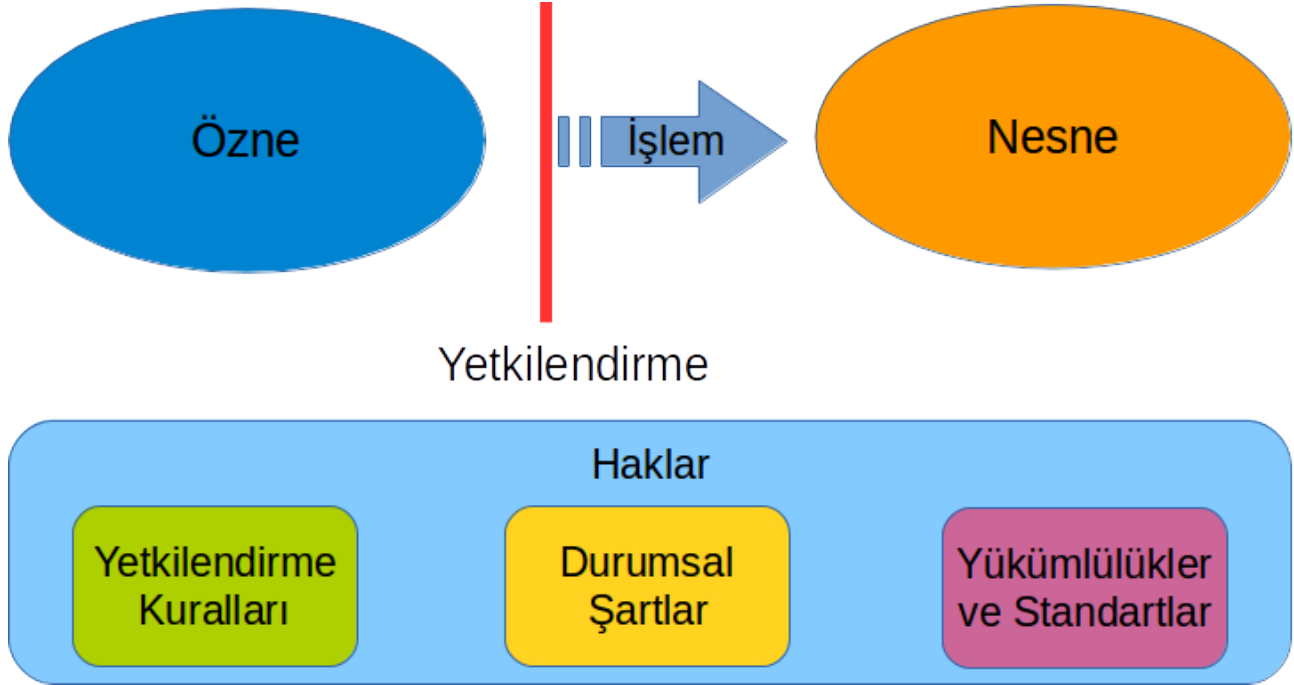 Özne
İşlem
Nesne
Yetkilendirme
Haklar
Yetkilendirme
Kuralları
Durumsal
Şartlar
Yükümlülükler
ve Standartlar